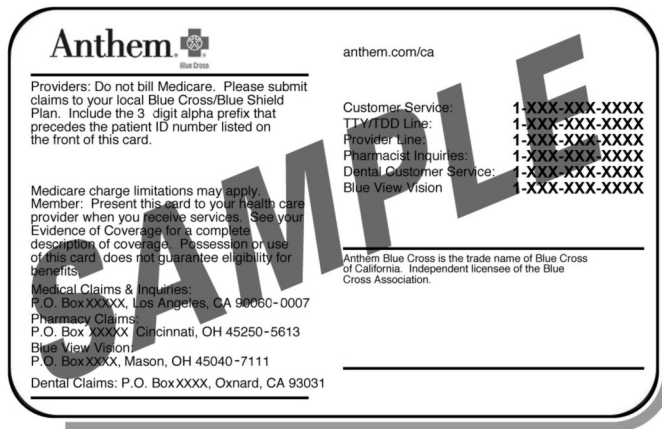 Anthem
Blue Cross
Providers: Do not bill Medicare. Please submit
claims to your local Blue Cross/Blue Shield
Plan. Include the 3 digit alpha prefix that
precedes the patient ID number listed on
the front of this card.
Medicare charge limitations may apply.
Member: Present this card to your health care
provider when you receive services. See your
Evidence of Coverage for a complete
description of coverage. Possession or use
of this card does not guarantee eligibility for
benefits.
Medical Claims & Inquiries:
P.O. Box XXXXX, Los Angeles, CA 90060-0007
Pharmacy Claims:
P.O. Box XXXXX Cincinnati, OH 45250-5613
Blue View Vision:
P.O. Box XXXX, Mason, OH 45040-7111
Dental Claims: P.O. Box XXXX, Oxnard, CA 93031
anthem.com/ca
Customer Service: 1-XXX-XXX-XXXX
TTY/TDD Line: 1-XXX-XXX-XXXX
Provider Line: 1-XXX-XXX-XXXX
Pharmacist Inquiries: 1-XXX-XXX-XXXX
Dental Customer Service: 1-XXX-XXX-XXXX
Blue View Vision 1-XXX-XXX-XXXX
Anthem Blue Cross is the trade name of Blue Cross
of California. Independent licensee of the Blue
Cross Association.
SAMPLE